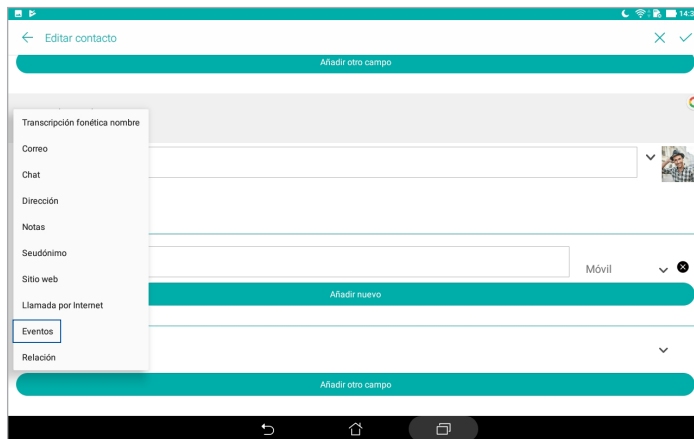 14:3
Editar contacto
Añadir otro campo
Transcripción fonética nombre
Correo
Chat
Dirección
Notas
Seudónimo
Sitio web
Móvil
Añadir nuevo
Llamada por Internet
Eventos
Relación
Añadir otro campo